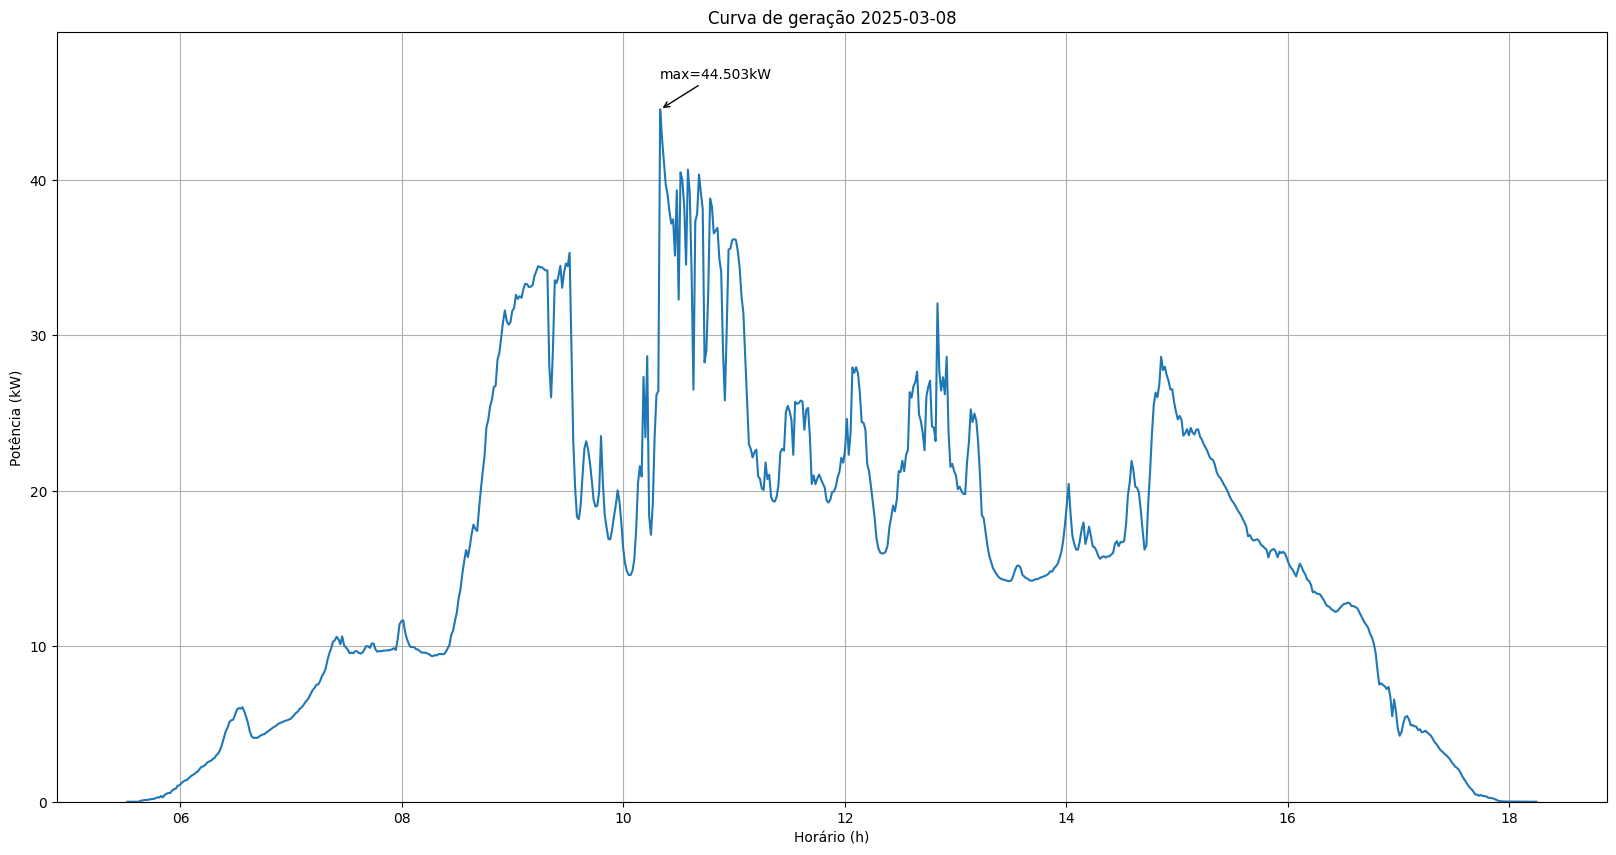 Curva de geração 2025-03-08
max=44.503kW
Potência (kW)
40
30
20
10
0
06 08 10 12 14 16 18
Horário (h)